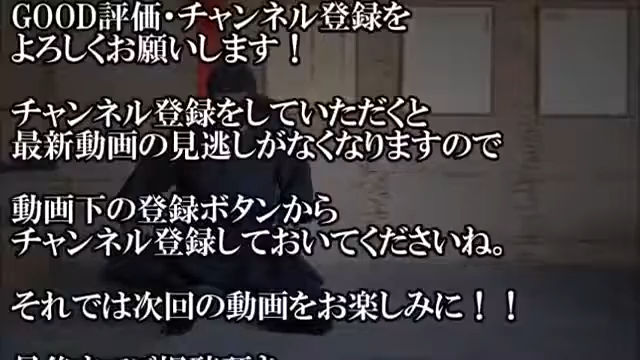 GOOD評価・チャンネル登録を
よろしくお願いします！
チャンネル登録をしていただくと
最新動画の見逃しがなくなりますので
動画下の登録ボタンから
チャンネル登録しておいてくださいね。
それでは次回の動画をお楽しみに！！